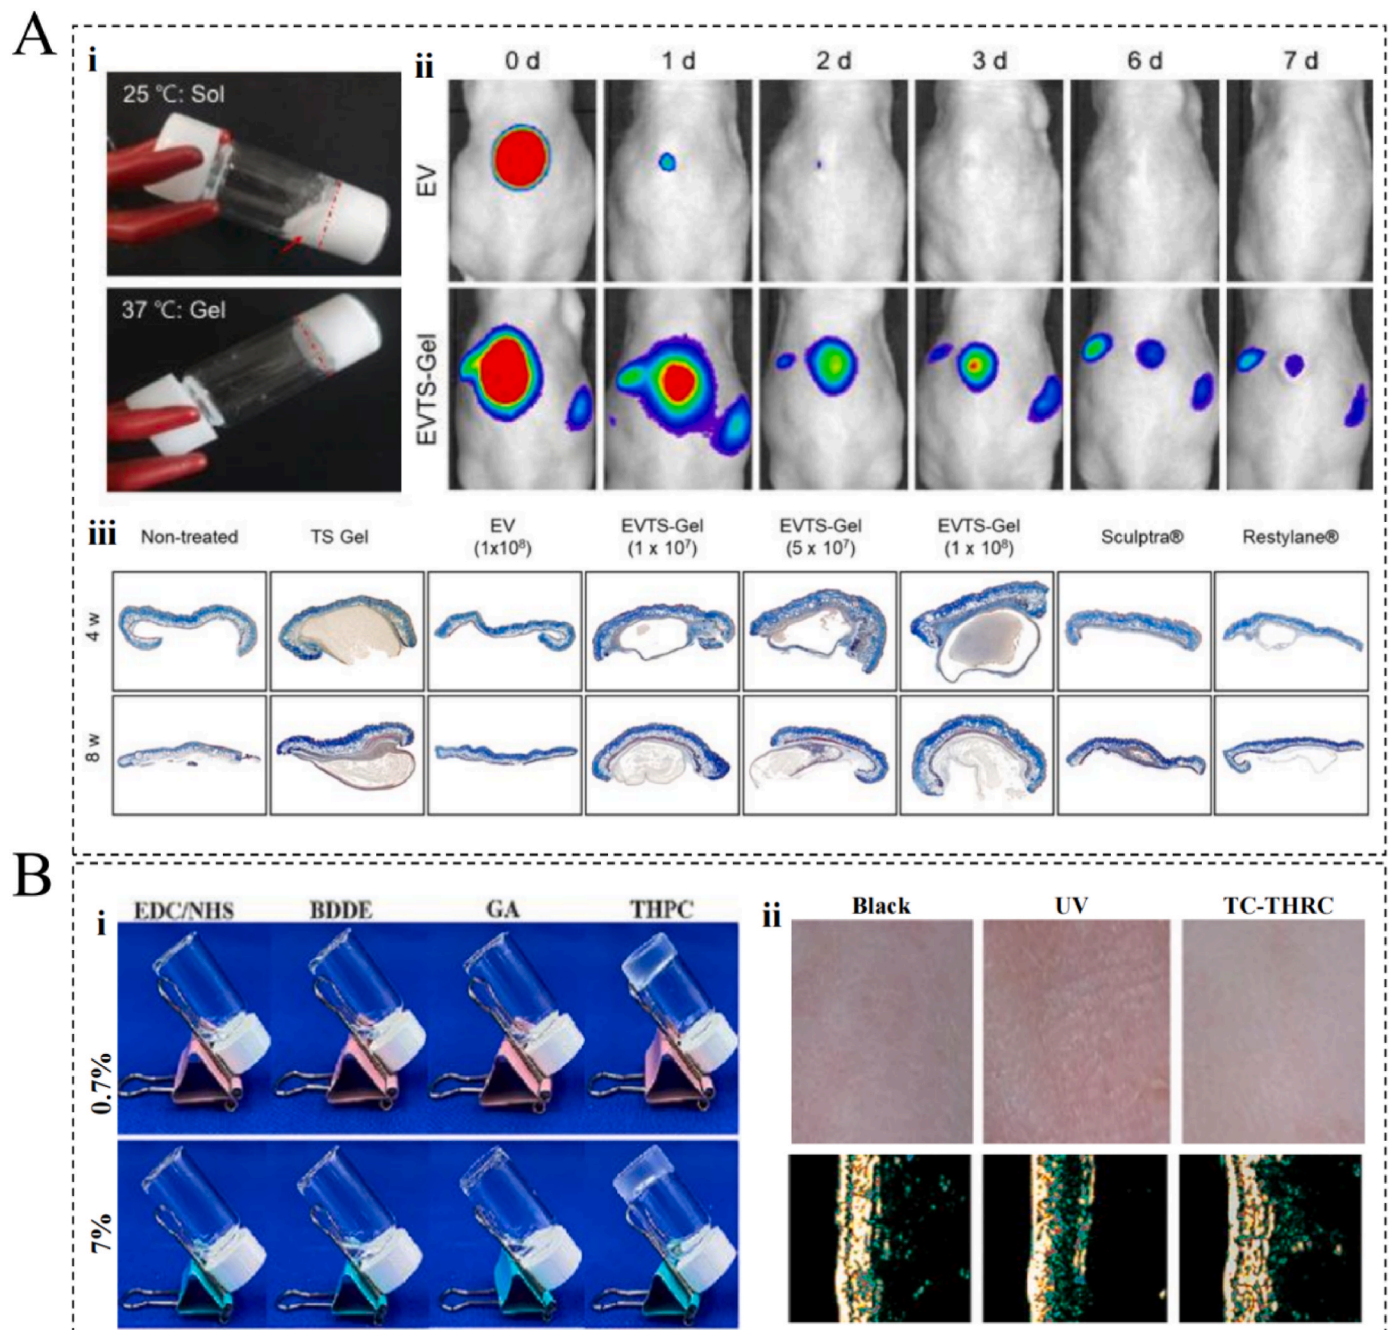 A
i
25 ℃: Sol
37 ℃: Gel
ii
0 d 1 d 2 d 3 d 6 d 7 d
EV
EVTS-Gel
iii
Non-treated TS Gel EV (1x10⁸) EVTS-Gel (1 x 10⁷) EVTS-Gel (5 x 10⁷) EVTS-Gel (1 x 10⁸) Sculptra® Restylane®
4 w
8 w
B
i
EDC/NHS BDDE GA THPC
0.7%
7%
ii
Black UV TC-THRC